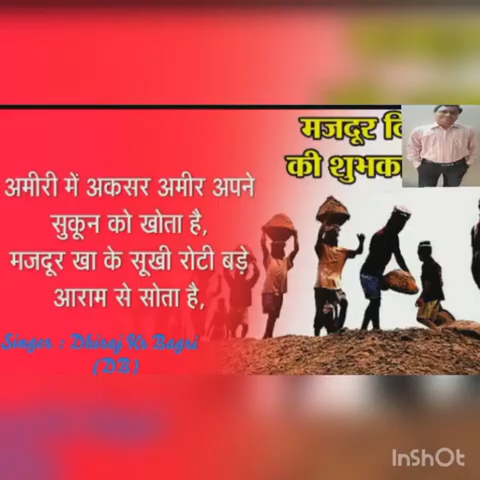 मजदूर दि
की शुभका
अमीरी में अकसर अमीर अपने
सुकून को खोता है,
मजदूर खा के सूखी रोटी बड़े
आराम से सोता है,
Singer : Dhiraj Kr Bagri
(DB)
InShOt